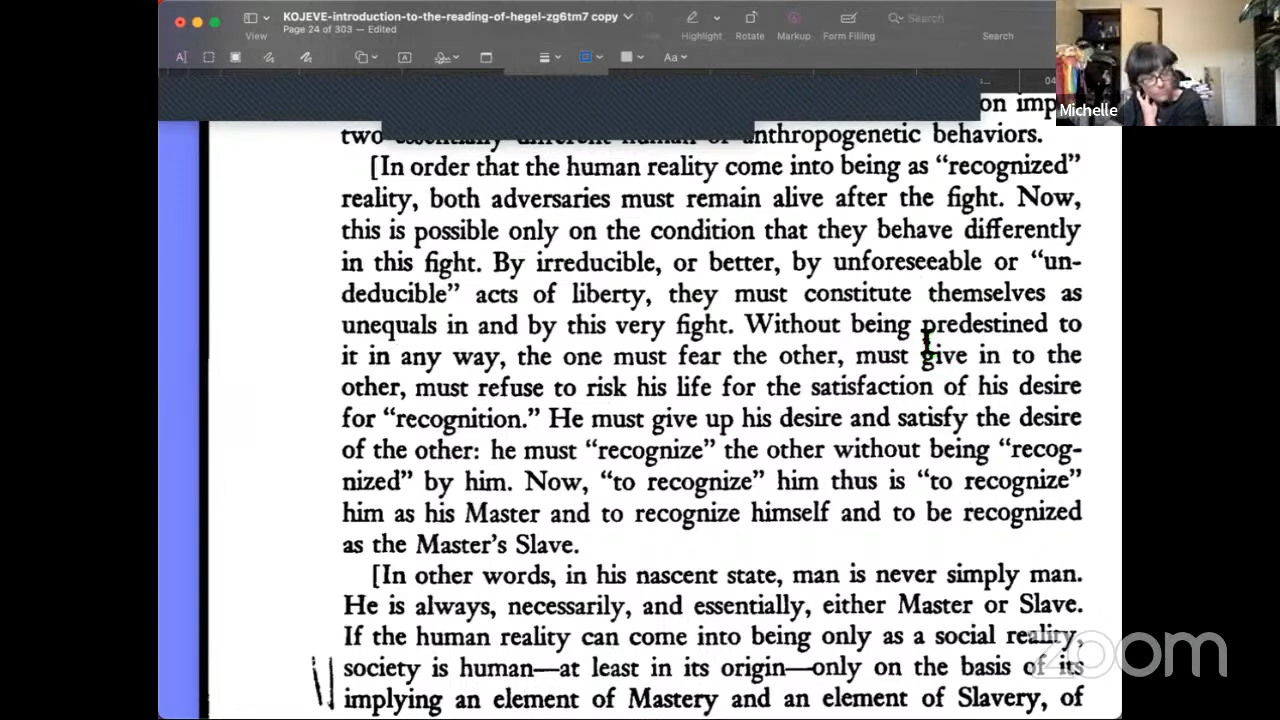 KOJEVE-introduction-to-the-reading-of-hegel-zg6tm7 copy
Page 24 of 303 — Edited
View
Highlight
Rotate
Markup
Form Filling
Search
Search
Aa
04
Michelle
on imp
two essentially different human or anthropogenetic behaviors.
[In order that the human reality come into being as “recognized”
reality, both adversaries must remain alive after the fight. Now,
this is possible only on the condition that they behave differently
in this fight. By irreducible, or better, by unforeseeable or “un-
deducible” acts of liberty, they must constitute themselves as
unequals in and by this very fight. Without being predestined to
it in any way, the one must fear the other, must give in to the
other, must refuse to risk his life for the satisfaction of his desire
for “recognition.” He must give up his desire and satisfy the desire
of the other: he must “recognize” the other without being “recog-
nized” by him. Now, “to recognize” him thus is “to recognize”
him as his Master and to recognize himself and to be recognized
as the Master’s Slave.
[In other words, in his nascent state, man is never simply man.
He is always, necessarily, and essentially, either Master or Slave.
If the human reality can come into being only as a social reality,
society is human—at least in its origin—only on the basis of its
implying an element of Mastery and an element of Slavery, of
zoom